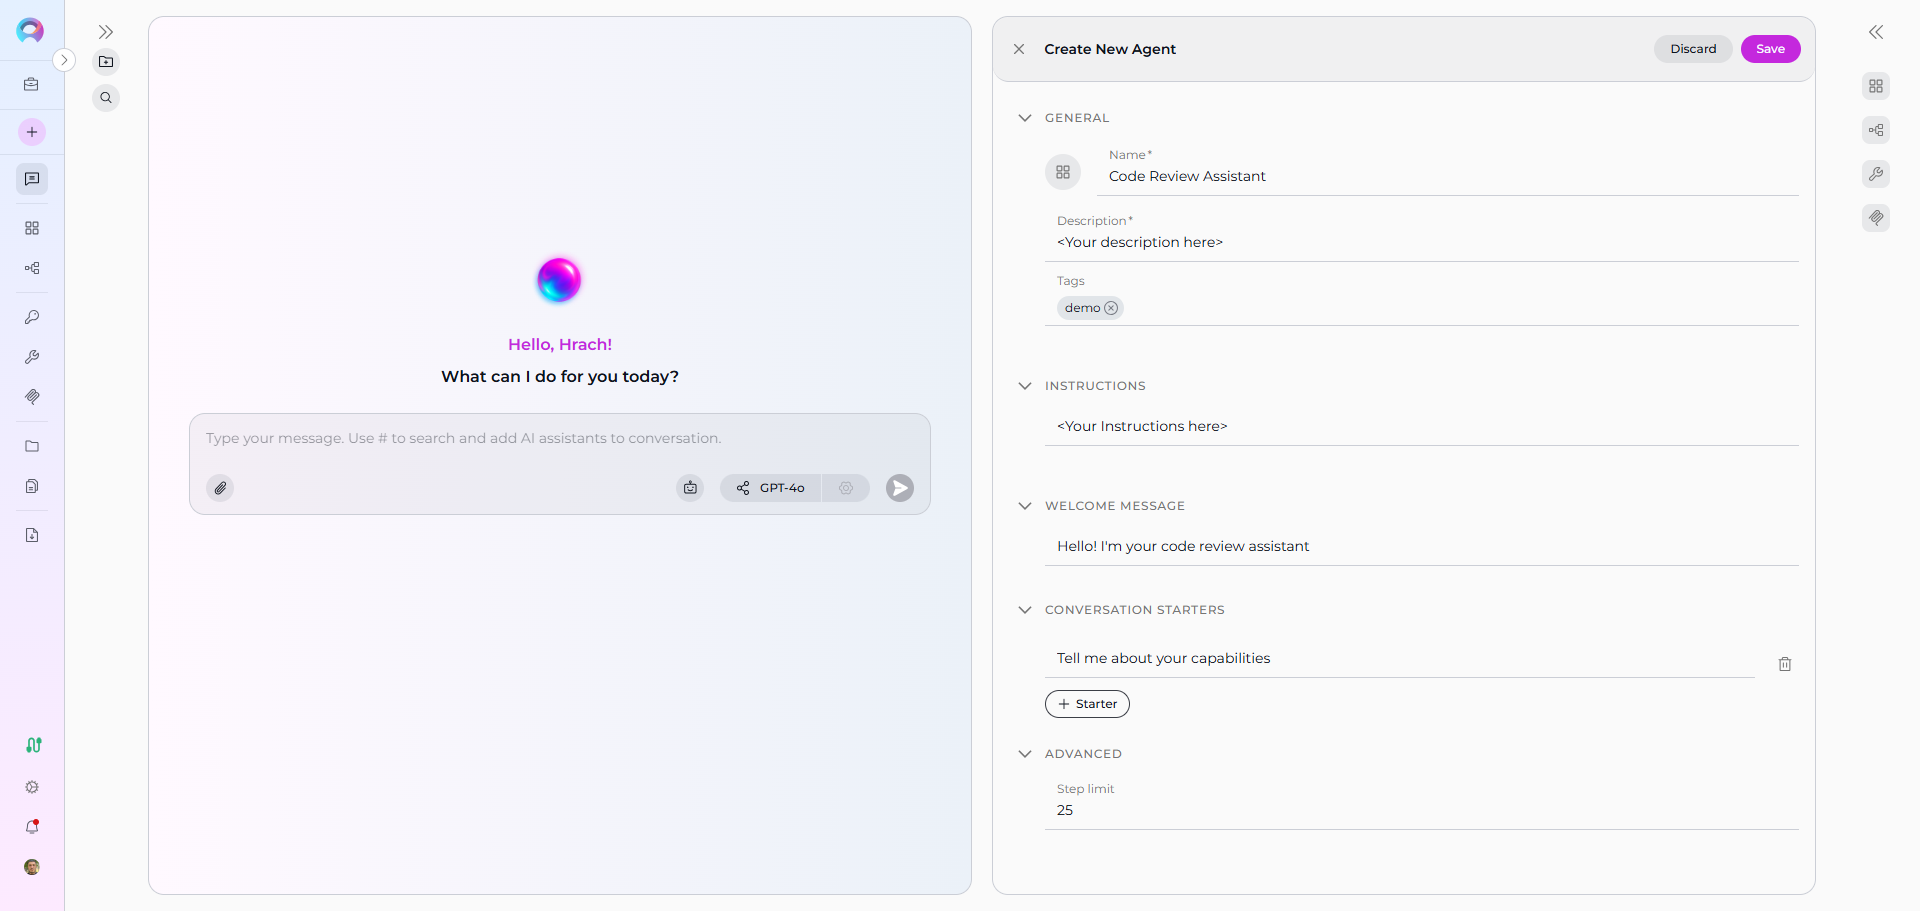 Hello, Hrach!
What can I do for you today?
Type your message. Use # to search and add AI assistants to conversation.
GPT-4o
Create New Agent
Discard
Save
GENERAL
Name*
Code Review Assistant
Description*
<Your description here>
Tags
demo
INSTRUCTIONS
<Your Instructions here>
WELCOME MESSAGE
Hello! I'm your code review assistant
CONVERSATION STARTERS
Tell me about your capabilities
+ Starter
ADVANCED
Step limit
25